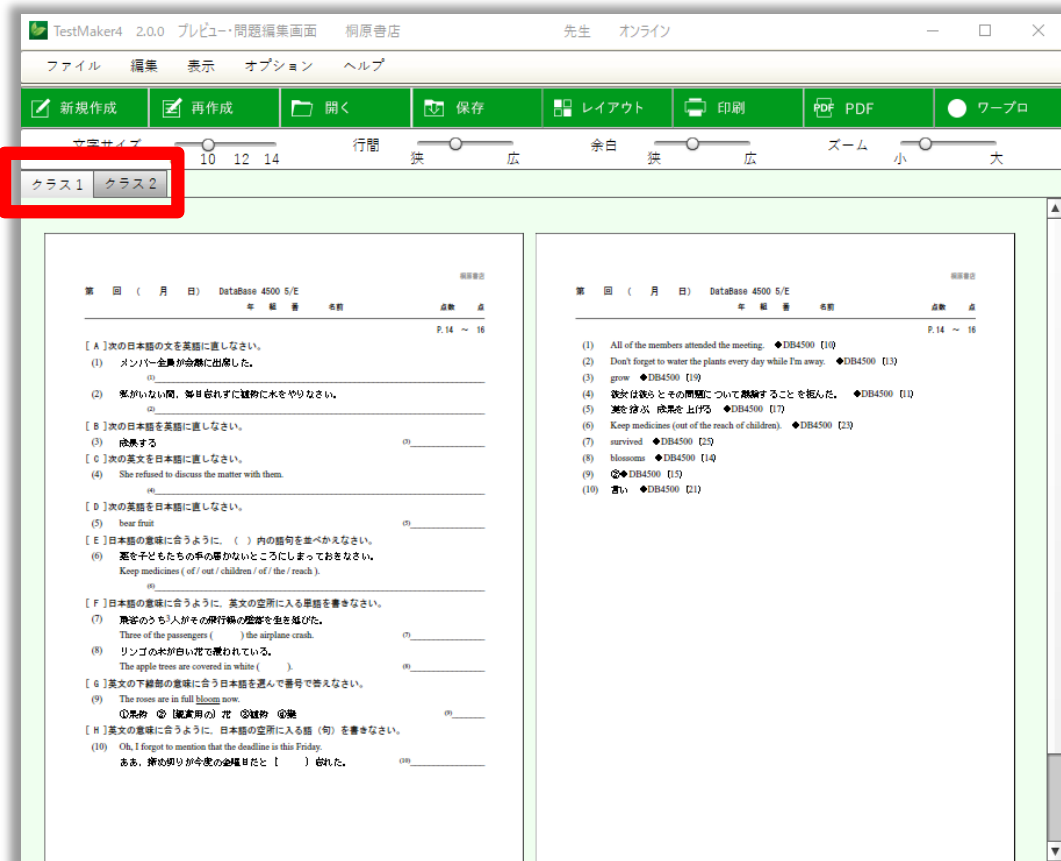 TestMaker4 2.0.0 プレビュー・問題編集画面 桐原書店 先生 オンライン
ファイル 編集 表示 オプション ヘルプ
新規作成 再作成 開く 保存 レイアウト 印刷 PDF PDF ワープロ
文字サイズ 10 12 14 行間 狭 広 余白 狭 広 ズーム 小 大
クラス1 クラス2
桐原書店
第 回 ( 月 日) DataBase 4500 5/E
年 組 番 名前 点数 点
P.14 ~ 16
[ A ]次の日本語の文を英語に直しなさい。
(1) メンバー全員が会議に出席した。
(1)
(2) 私がいない間, 毎日忘れずに植物に水をやりなさい。
(2)
[ B ]次の日本語を英語に直しなさい。
(3) 成長する
(3)
[ C ]次の英文を日本語に直しなさい。
(4) She refused to discuss the matter with them.
(4)
[ D ]次の英語を日本語に直しなさい。
(5) bear fruit
(5)
[ E ]日本語の意味に合うように, ( ) 内の語句を並べかえなさい。
(6) 薬を子どもたちの手の届かないところにしまっておきなさい。
Keep medicines ( of / out / children / of / the / reach ).
(6)
[ F ]日本語の意味に合うように, 英文の空所に入る単語を書きなさい。
(7) 乗客のうち3人がその飛行機の墜落を生き延びた。
Three of the passengers ( ) the airplane crash.
(7)
(8) リンゴの木が白い花で覆われている。
The apple trees are covered in white ( ).
(8)
[ G ]英文の下線部の意味に合う日本語を選んで番号で答えなさい。
(9) The roses are in full bloom now.
①果物 ② [観賞用の] 花 ③植物 ④
(9)
[ H ]英文の意味に合うように, 日本語の空所に入る語 (句) を書きなさい。
(10) Oh, I forgot to mention that the deadline is this Friday.
ああ, 締め切りが今度の金曜日だと [ ] 忘れた。
(10)
桐原書店
第 回 ( 月 日) DataBase 4500 5/E
年 組 番 名前 点数 点
P.14 ~ 16
(1) All of the members attended the meeting. ◆DB4500 [10]
(2) Don't forget to water the plants every day while I'm away. ◆DB4500 [13]
(3) grow ◆DB4500 [19]
(4) 彼女は彼らとその問題について議論することを拒んだ。 ◆DB4500 [11]
(5) 実を結ぶ, 成果を上げる ◆DB4500 [17]
(6) Keep medicines (out of the reach of children). ◆DB4500 [23]
(7) survived ◆DB4500 [25]
(8) blossoms ◆DB4500 [14]
(9) ②◆DB4500 [15]
(10) 言い ◆DB4500 [21]